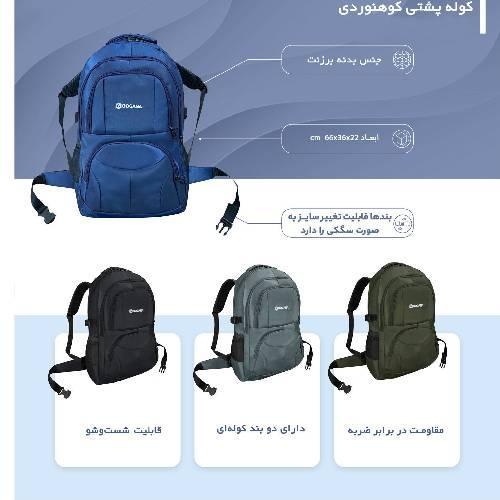 کوله پشتی کوهنوردی
جنس بدنه برزنت
ابعاد 66x36x22 cm
بندها قابلیت تغییر سایز به
صورت سگکی را دارد
مقاومت در برابر ضربه
دارای دو بند کوله‌ای
قابلیت شست‌وشو